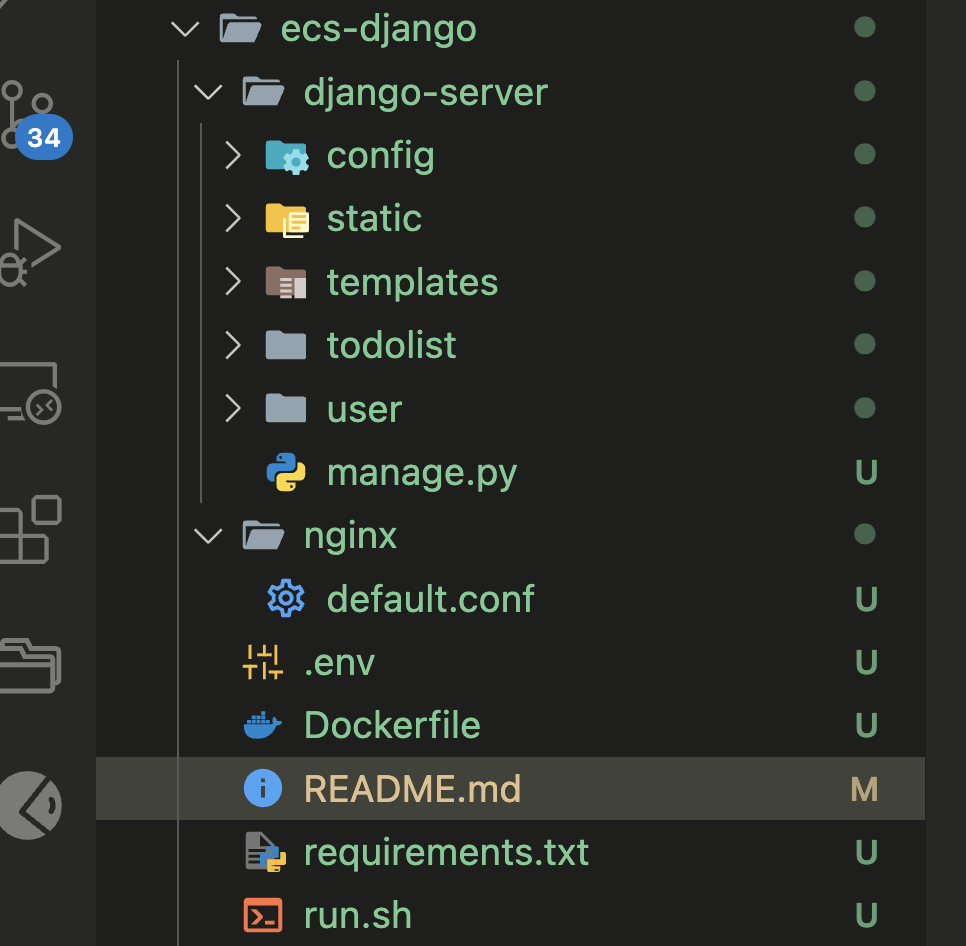 ecs-django
34
django-server
config
static
templates
todolist
user
manage.py U
nginx
default.conf U
.env U
Dockerfile U
README.md M
requirements.txt U
run.sh U